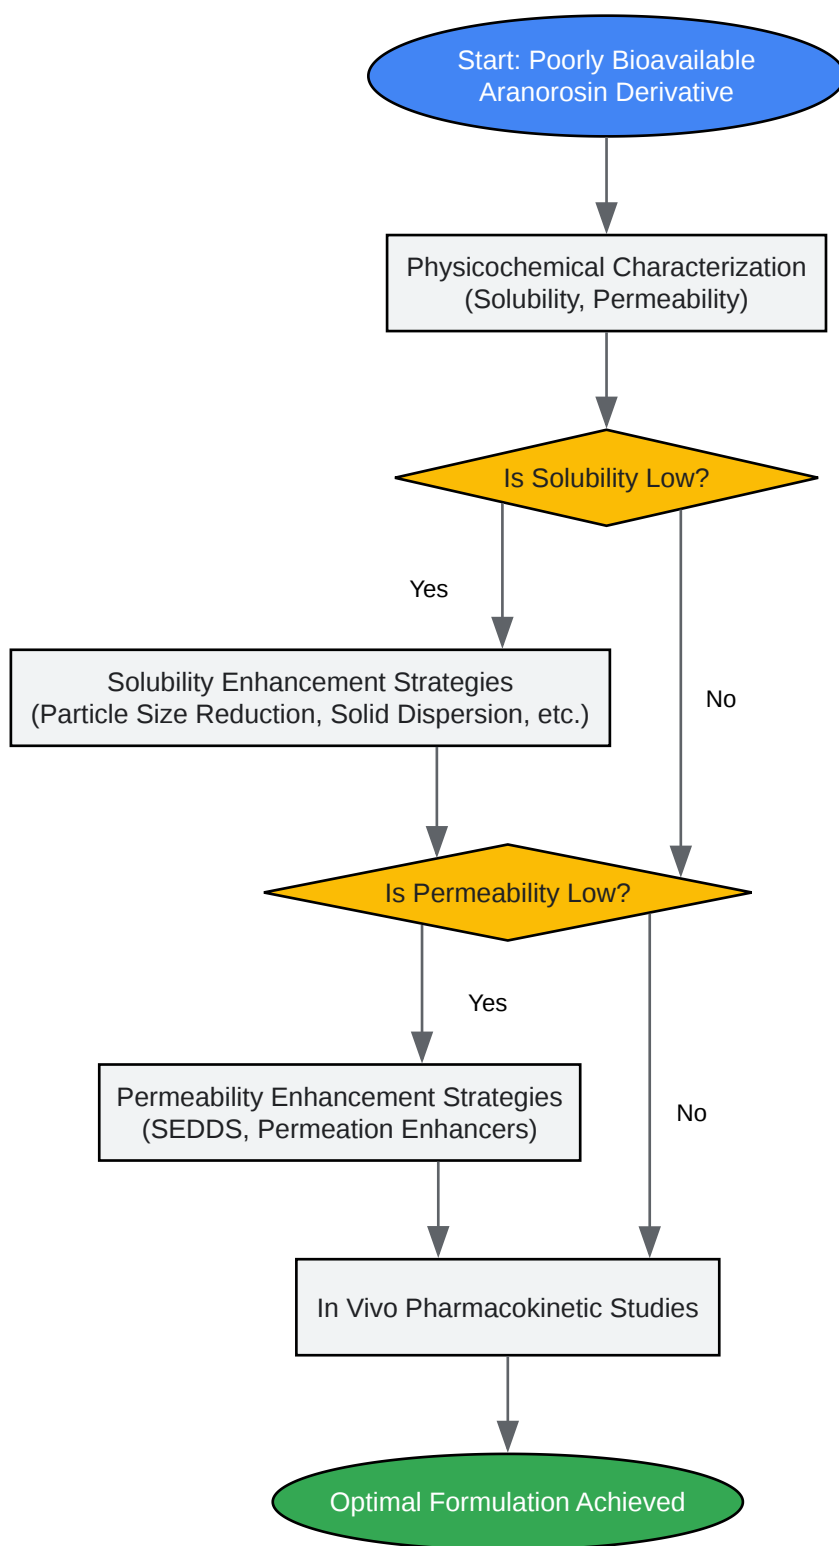 Start: Poorly Bioavailable
Aranorosin Derivative
Physicochemical Characterization
(Solubility, Permeability)
Is Solubility Low?
Yes
Solubility Enhancement Strategies
(Particle Size Reduction, Solid Dispersion, etc.)
No
Is Permeability Low?
Yes
Permeability Enhancement Strategies
(SEDDS, Permeation Enhancers)
No
In Vivo Pharmacokinetic Studies
Optimal Formulation Achieved